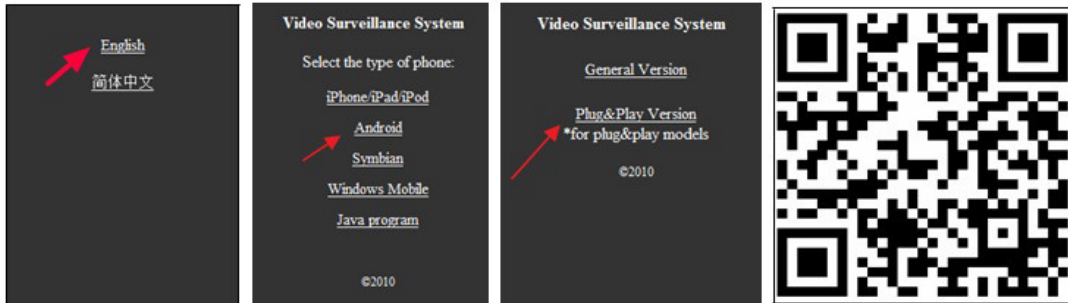 English
简体中文
Video Surveillance System
Select the type of phone:
iPhone/iPad/iPod
Android
Symbian
Windows Mobile
Java program
©2010
Video Surveillance System
General Version
Plug&Play Version
*for plug&play models
©2010